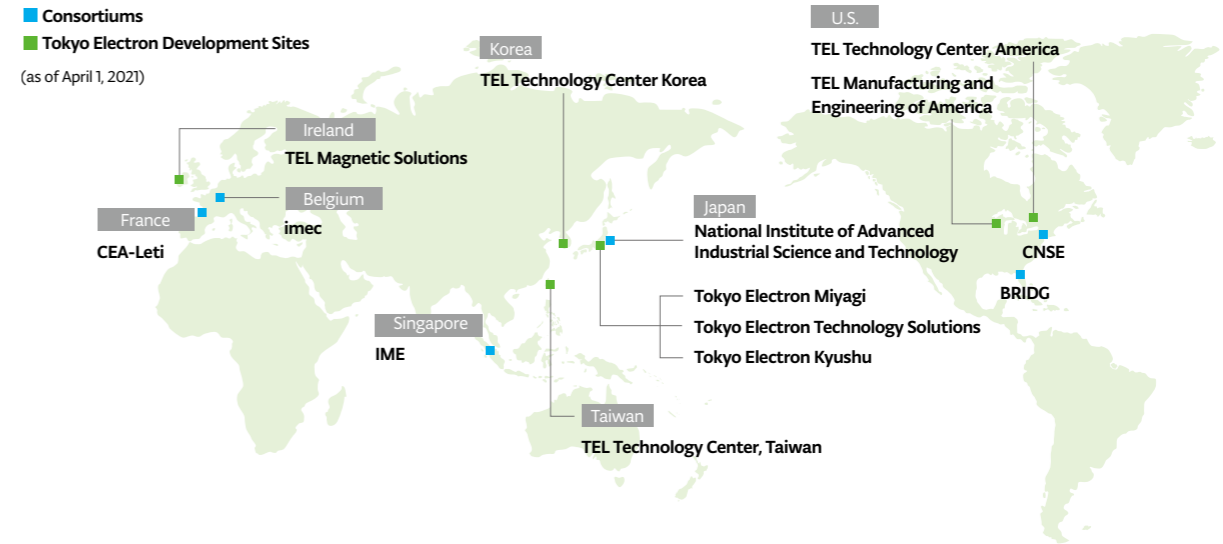 Consortiums
Tokyo Electron Development Sites
(as of April 1, 2021)
Korea
TEL Technology Center Korea
U.S.
TEL Technology Center, America
TEL Manufacturing and
Engineering of America
Ireland
TEL Magnetic Solutions
Belgium
imec
France
CEA-Leti
Japan
National Institute of Advanced
Industrial Science and Technology
Tokyo Electron Miyagi
Tokyo Electron Technology Solutions
Tokyo Electron Kyushu
CNSE
BRIDG
Singapore
IME
Taiwan
TEL Technology Center, Taiwan